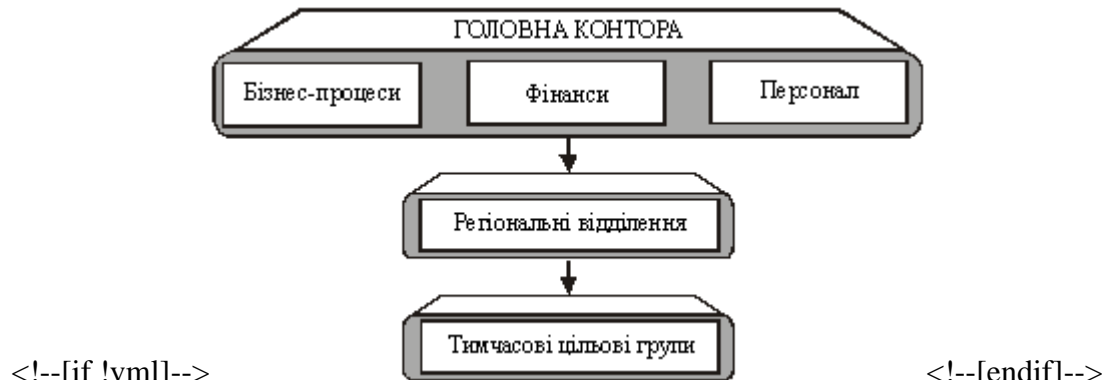 ГОЛОВНА КОНТОРА
Бізнес-процеси Фінанси Персонал
Регіональні відділення
Тимчасові цільові групи
<!--[if !vml]--> <!--[endif]-->